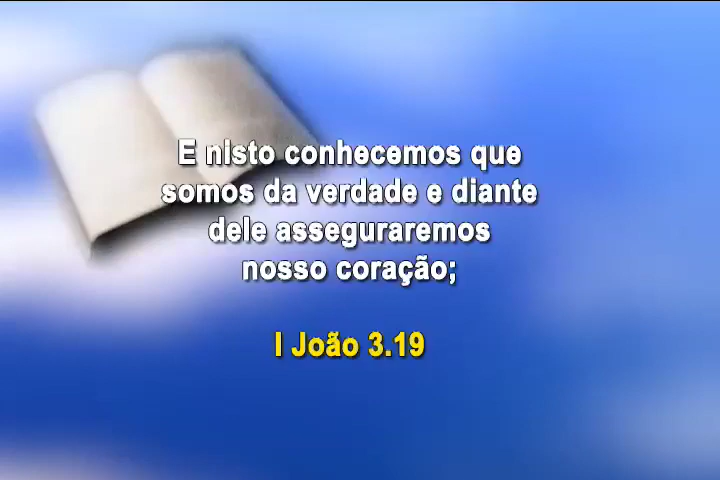 E nisto conhecemos que
somos da verdade e diante
dele asseguraremos
nosso coração;
I João 3.19